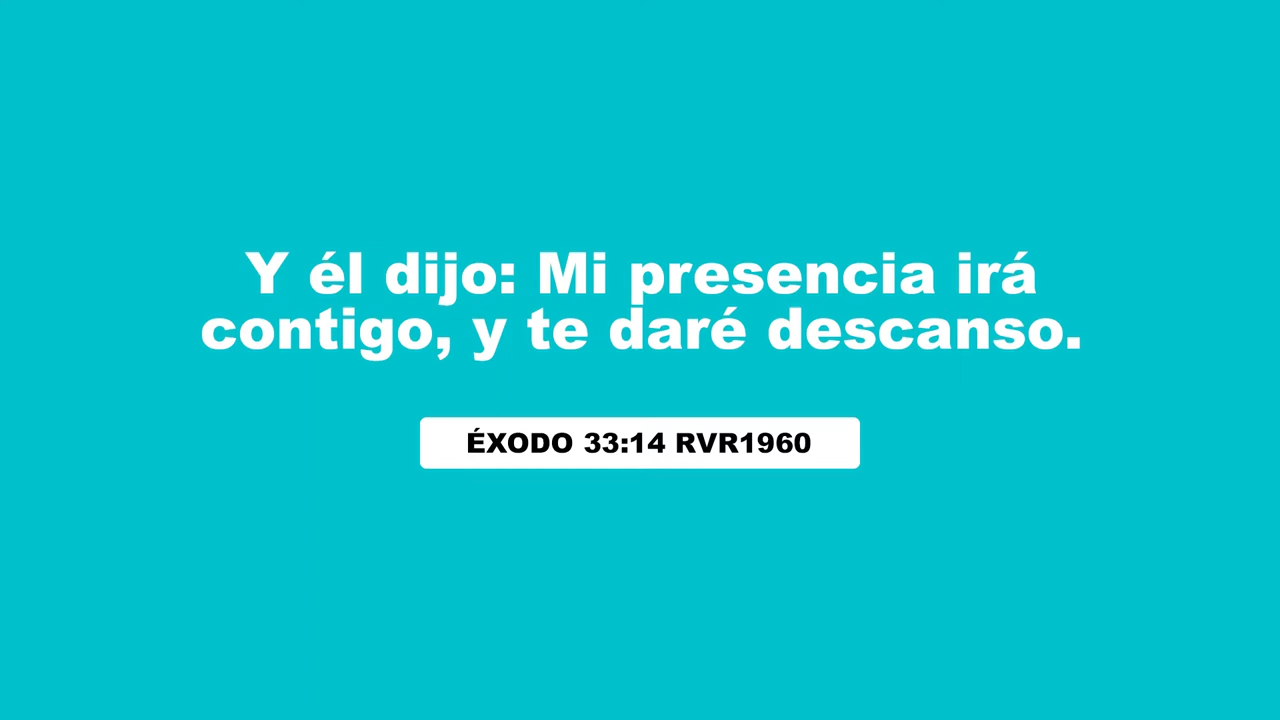 Y él dijo: Mi presencia irá
contigo, y te daré descanso.
ÉXODO 33:14 RVR1960